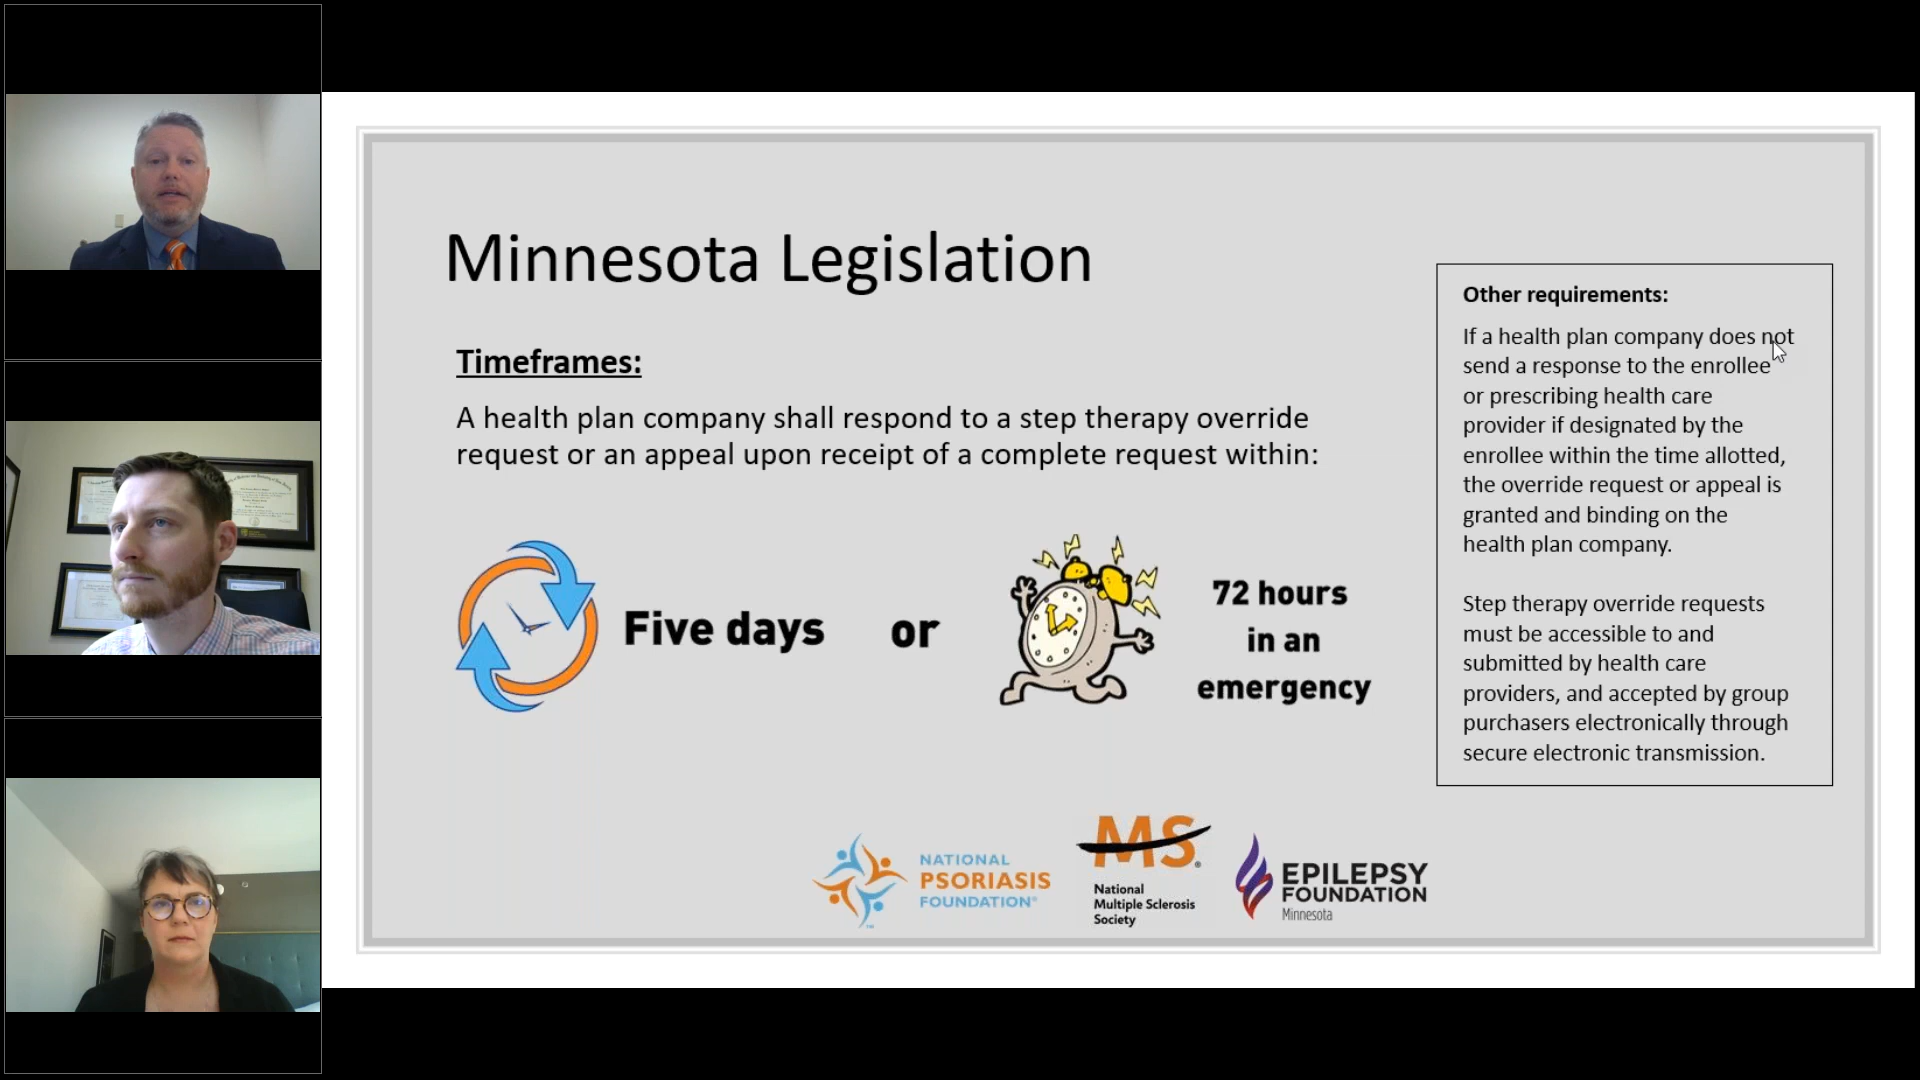 Minnesota Legislation
Timeframes:
A health plan company shall respond to a step therapy override
request or an appeal upon receipt of a complete request within:
Five days
or
72 hours
in an
emergency
Other requirements:
If a health plan company does not
send a response to the enrollee
or prescribing health care
provider if designated by the
enrollee within the time allotted,
the override request or appeal is
granted and binding on the
health plan company.
Step therapy override requests
must be accessible to and
submitted by health care
providers, and accepted by group
purchasers electronically through
secure electronic transmission.
NATIONAL
PSORIASIS
FOUNDATION®
™
MS®
National
Multiple Sclerosis
Society
EPILEPSY
FOUNDATION
Minnesota